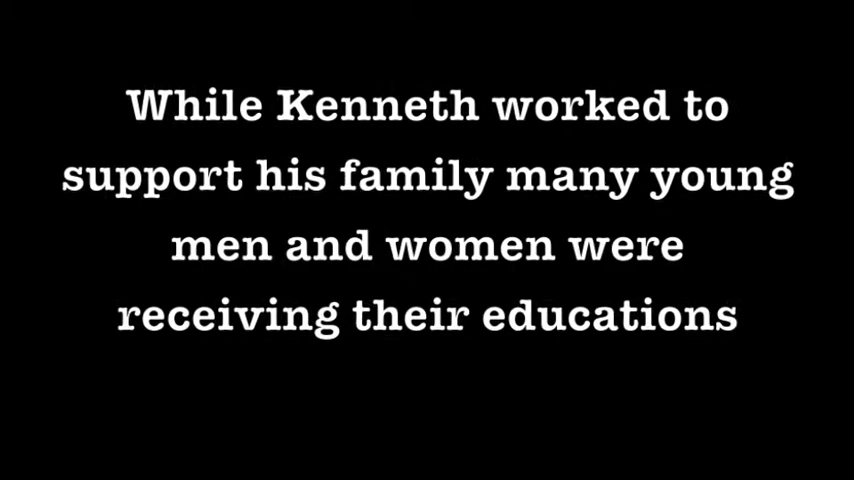 While Kenneth worked to
support his family many young
men and women were
receiving their educations